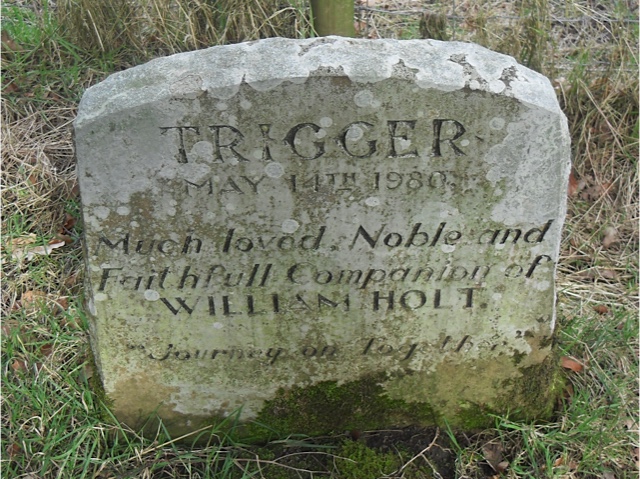 TRIGGER
MAY 14TH 1980.
Much loved, Noble and
Faithfull Companion of
WILLIAM HOLT.
"Journey on Together"